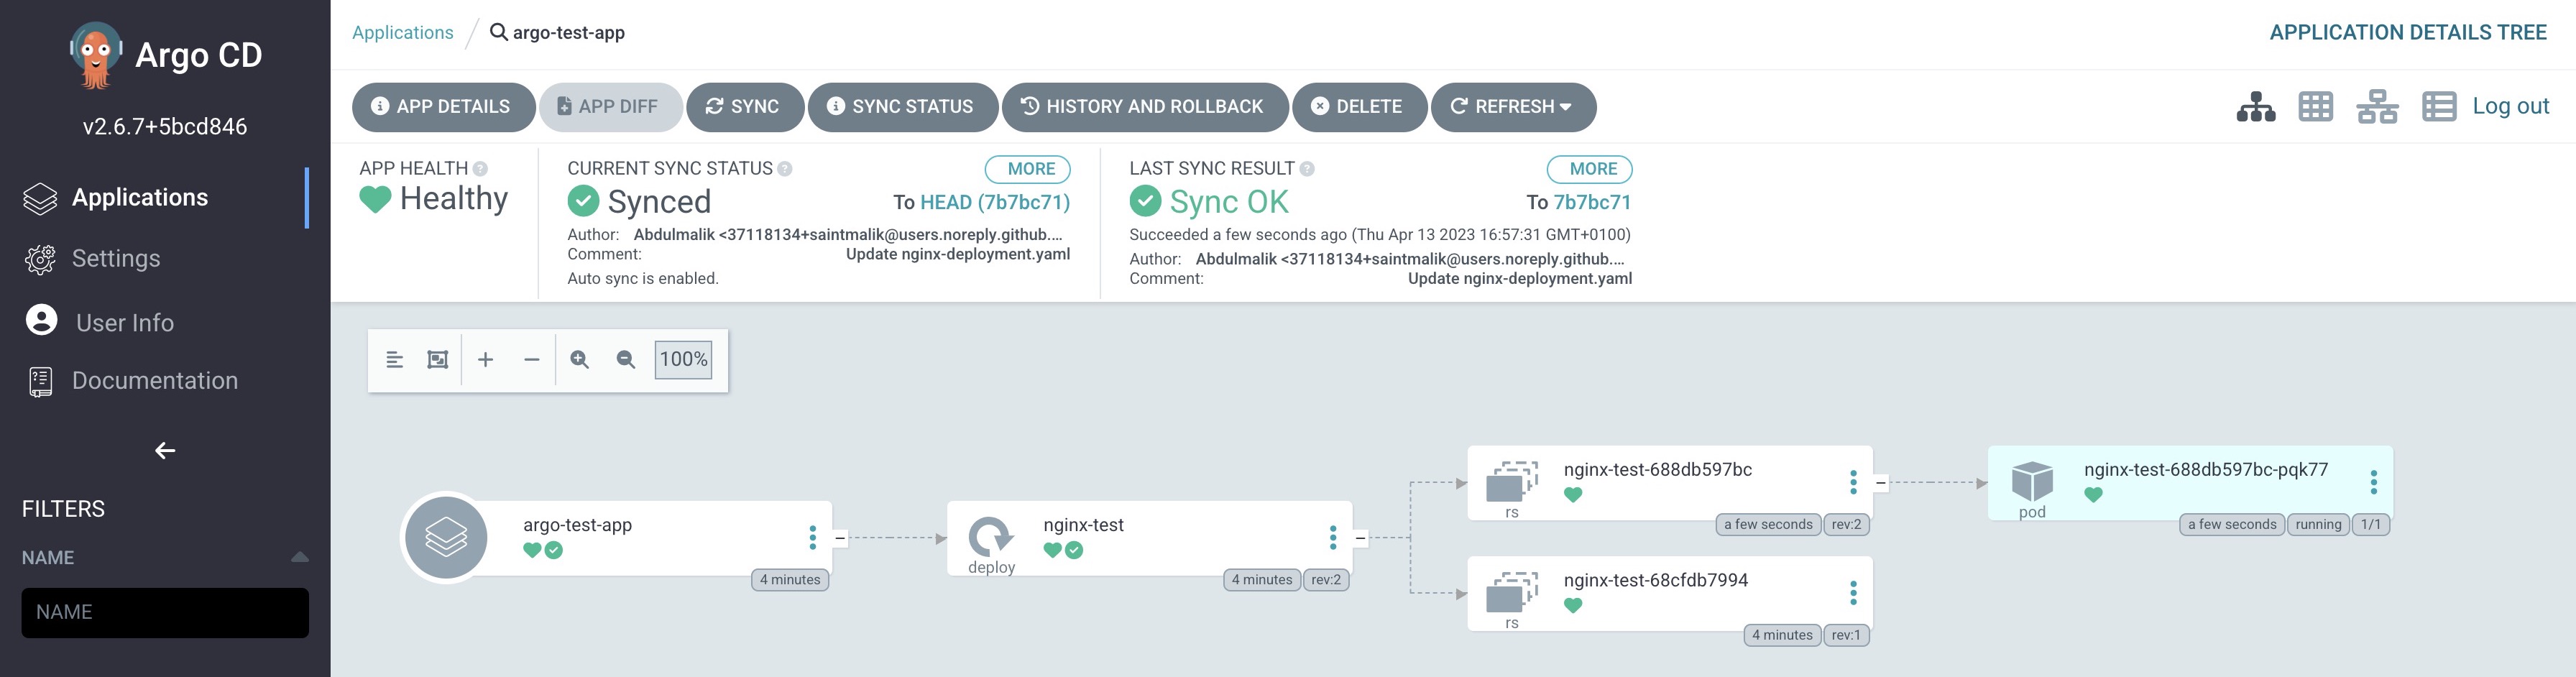 Argo CD
v2.6.7+5bcd846
Applications
Settings
User Info
Documentation
FILTERS
NAME
NAME
Applications / argo-test-app
APPLICATION DETAILS TREE
APP DETAILS
APP DIFF
SYNC
SYNC STATUS
HISTORY AND ROLLBACK
DELETE
REFRESH
Log out
APP HEALTH
Healthy
CURRENT SYNC STATUS
MORE
Synced
To HEAD (7b7bc71)
Author: Abdulmalik <37118134+saintmalik@users.noreply.github....
Comment: Update nginx-deployment.yaml
Auto sync is enabled.
LAST SYNC RESULT
MORE
Sync OK
To 7b7bc71
Succeeded a few seconds ago (Thu Apr 13 2023 16:57:31 GMT+0100)
Author: Abdulmalik <37118134+saintmalik@users.noreply.github....
Comment: Update nginx-deployment.yaml
100%
argo-test-app
4 minutes
nginx-test
deploy
4 minutes rev:2
nginx-test-688db597bc
rs
a few seconds rev:2
nginx-test-688db597bc-pqk77
pod
a few seconds running 1/1
nginx-test-68cfdb7994
rs
4 minutes rev:1